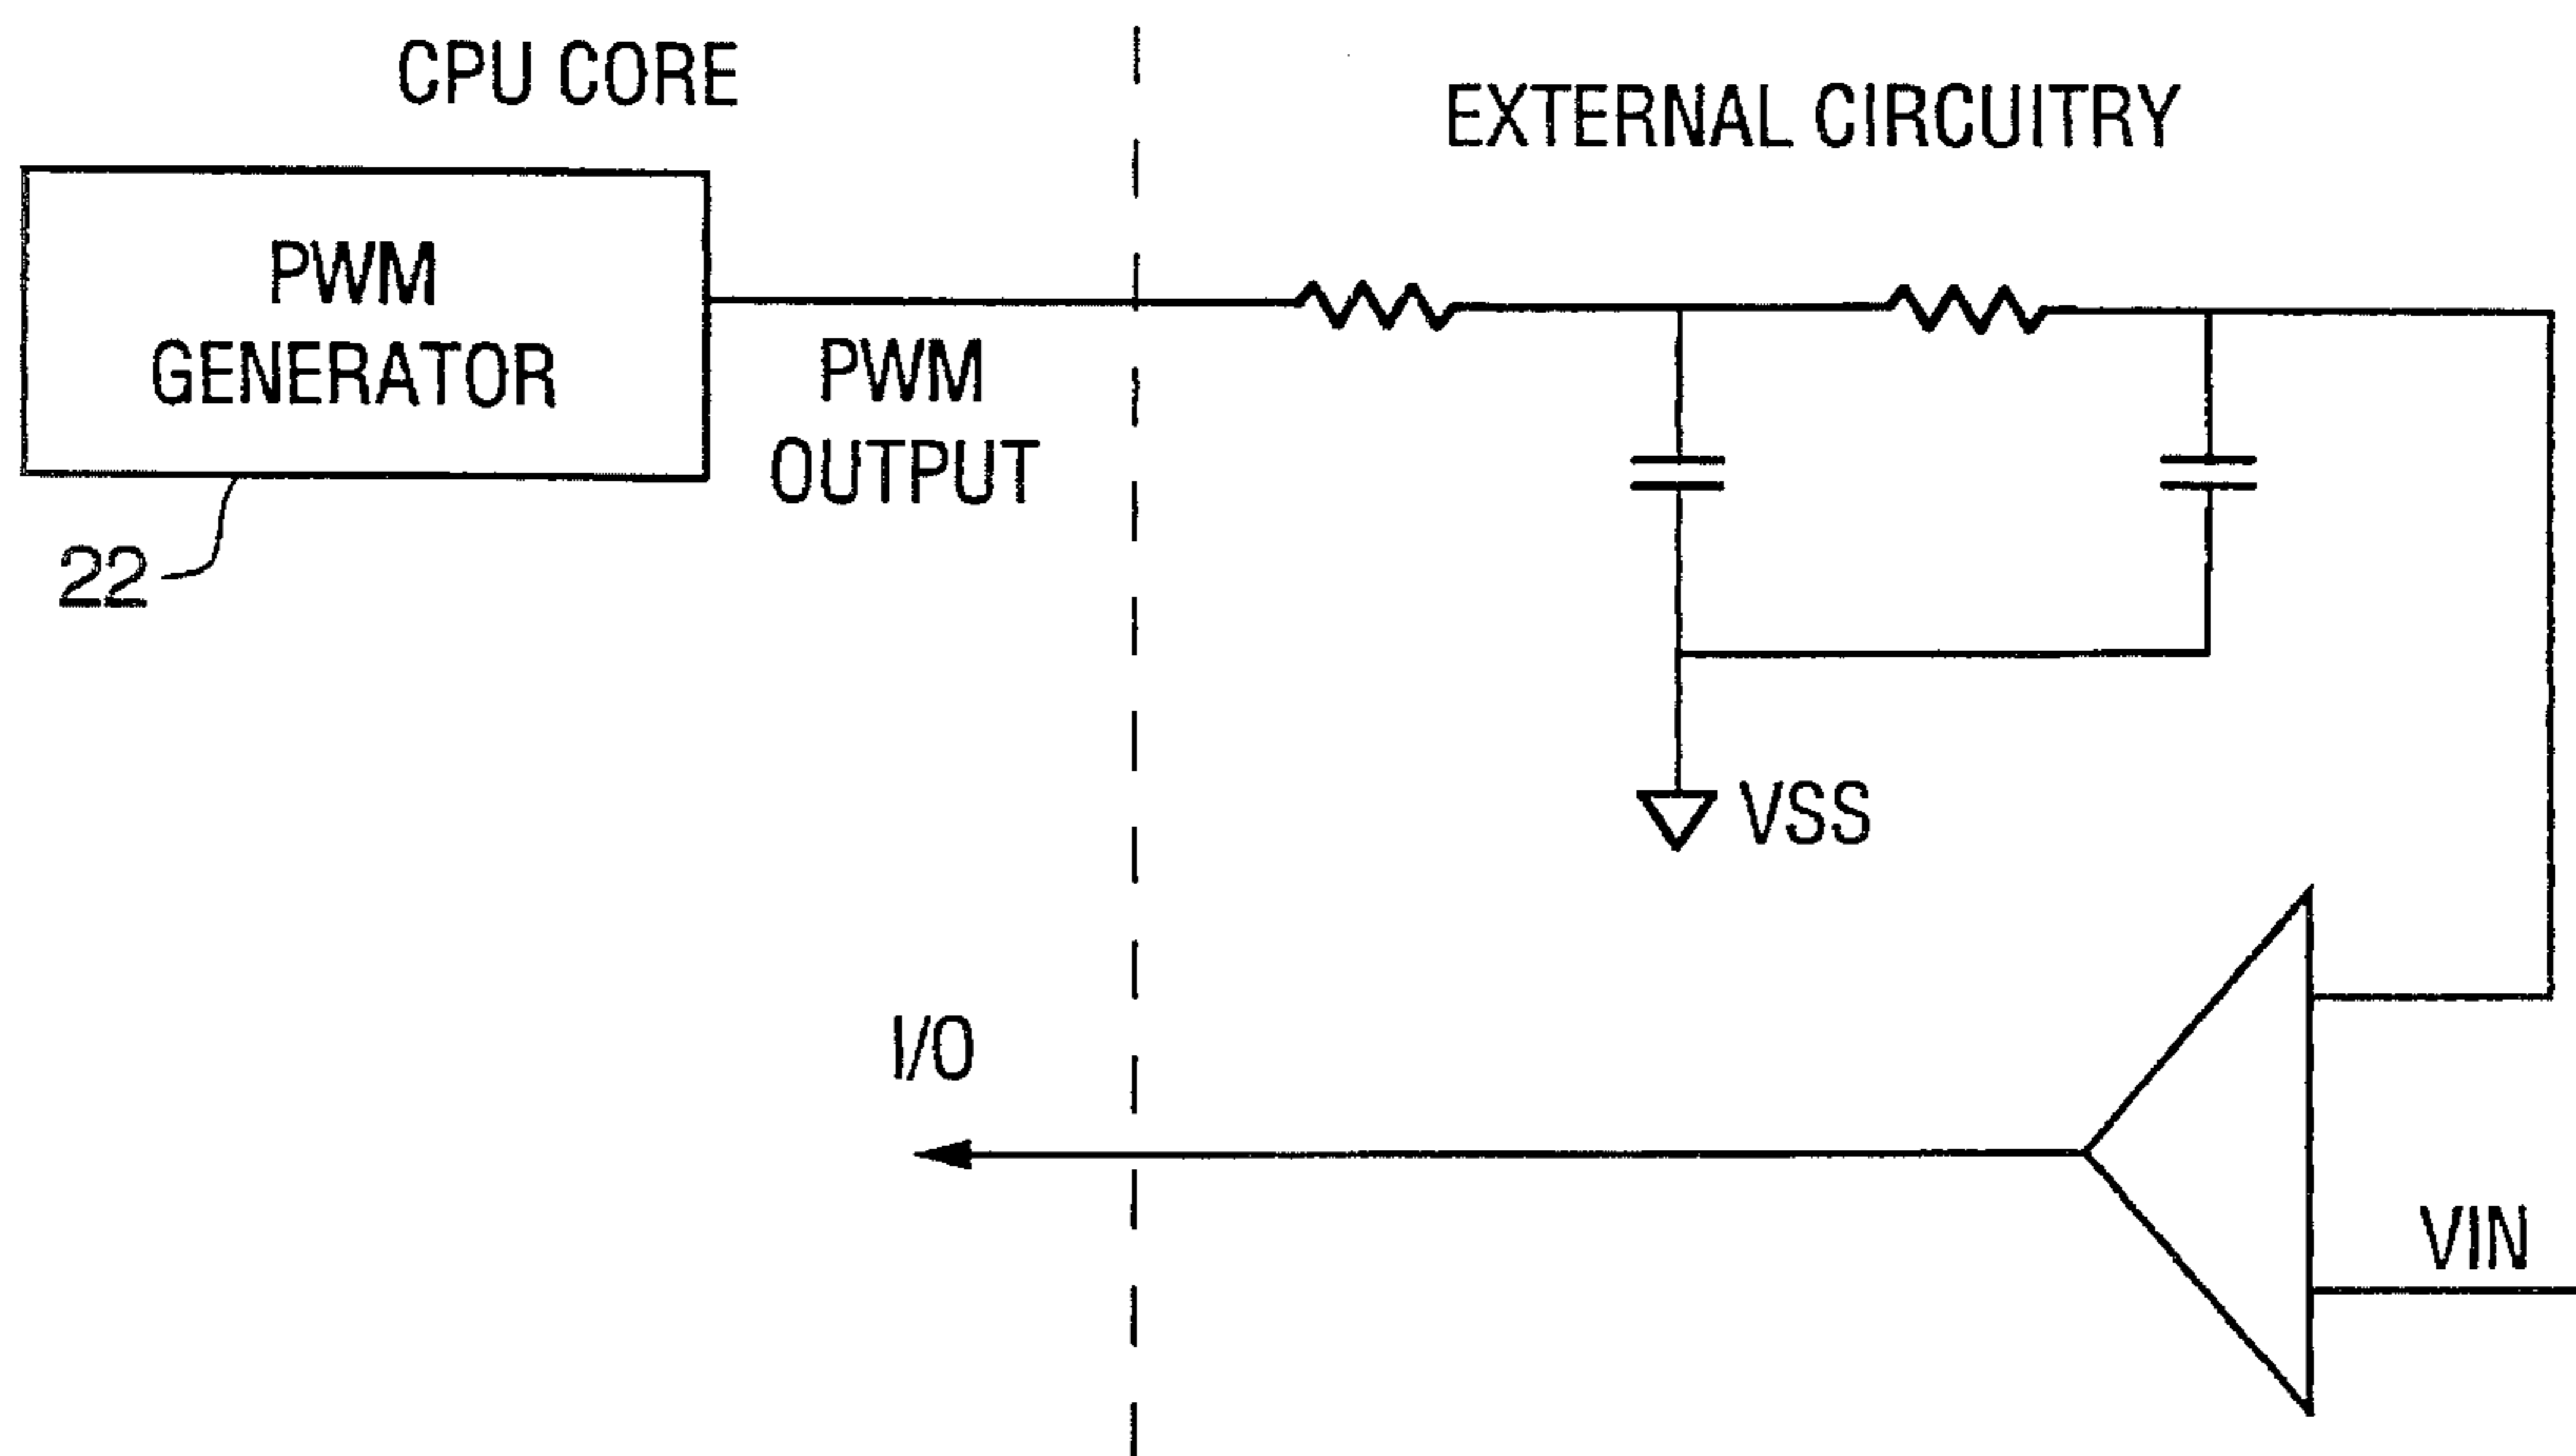 CPU CORE
EXTERNAL CIRCUITRY
PWM
GENERATOR
PWM
OUTPUT
22
VSS
I/O
VIN